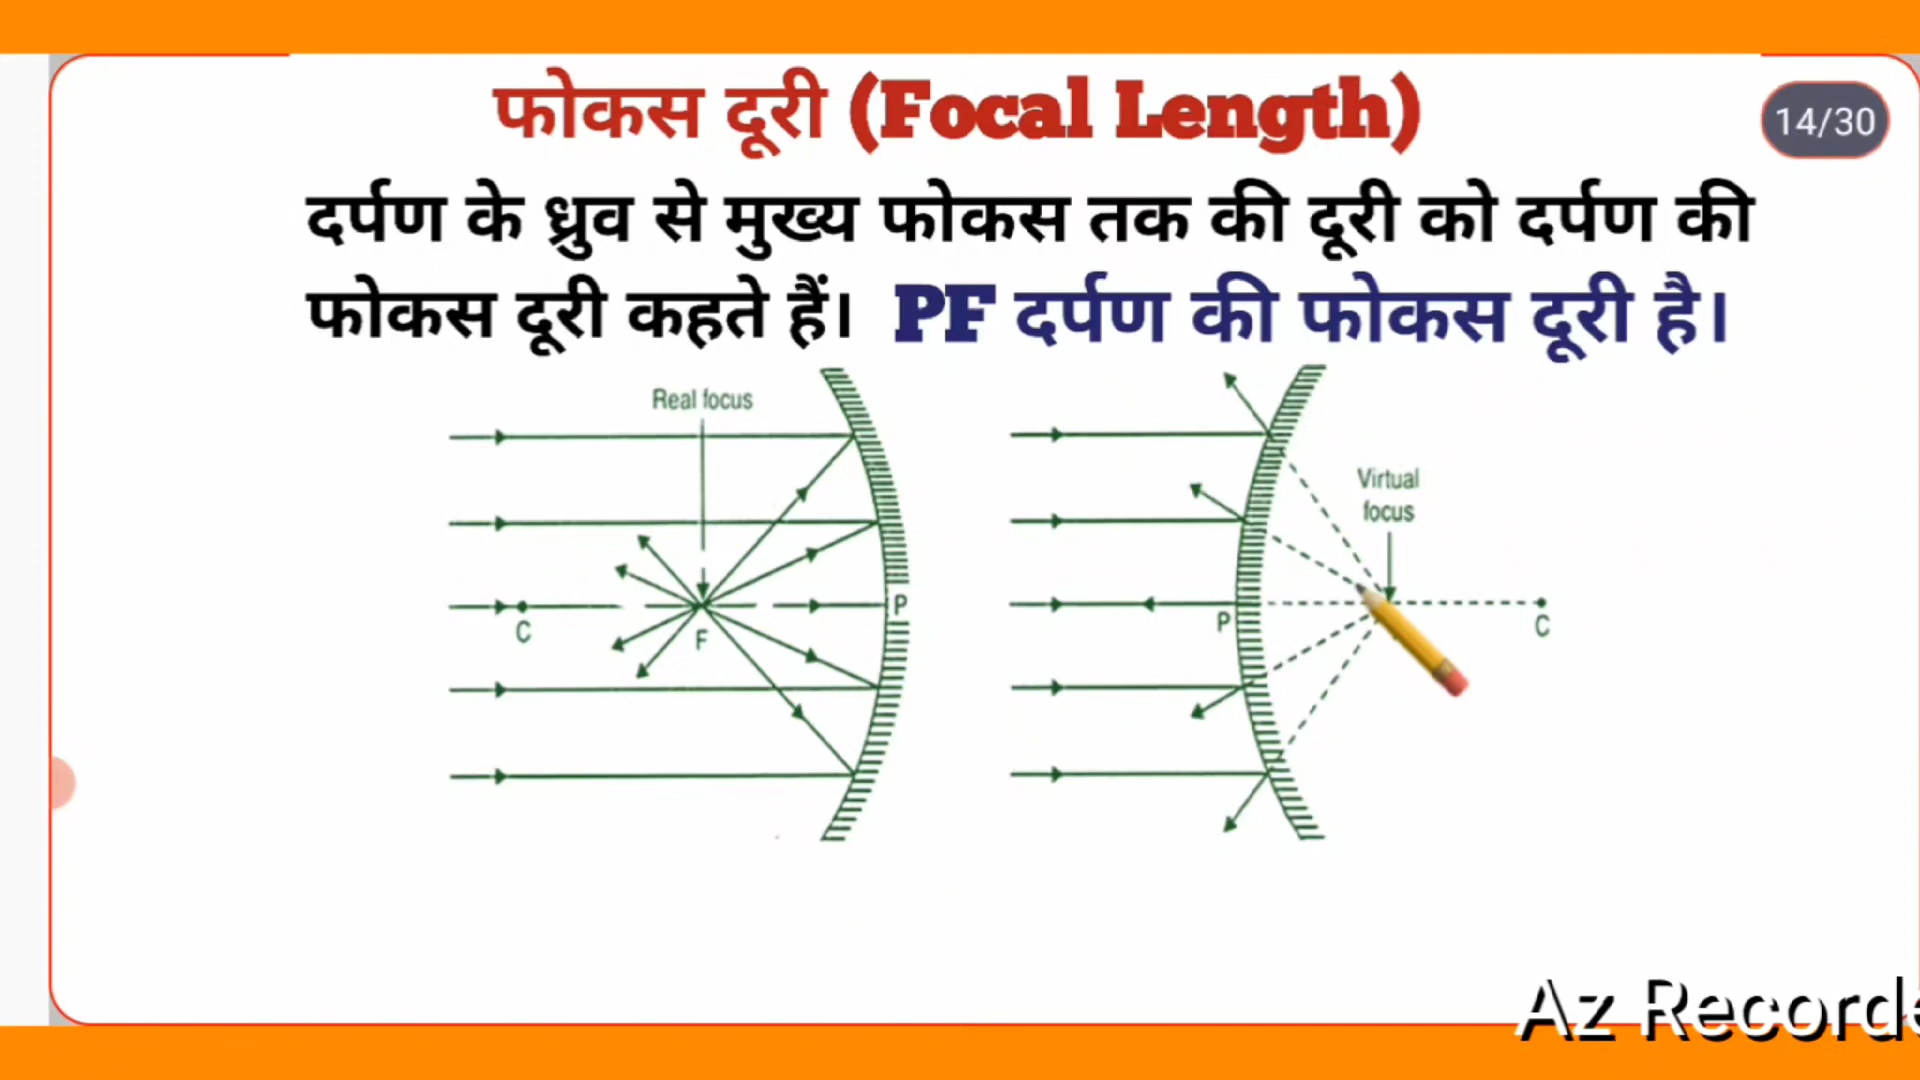 फोकस दूरी (Focal Length)
14/30
दर्पण के ध्रुव से मुख्य फोकस तक की दूरी को दर्पण की
फोकस दूरी कहते हैं। PF दर्पण की फोकस दूरी है।
Real focus
Virtual
focus
C
F
P
P
C
Az Recorde